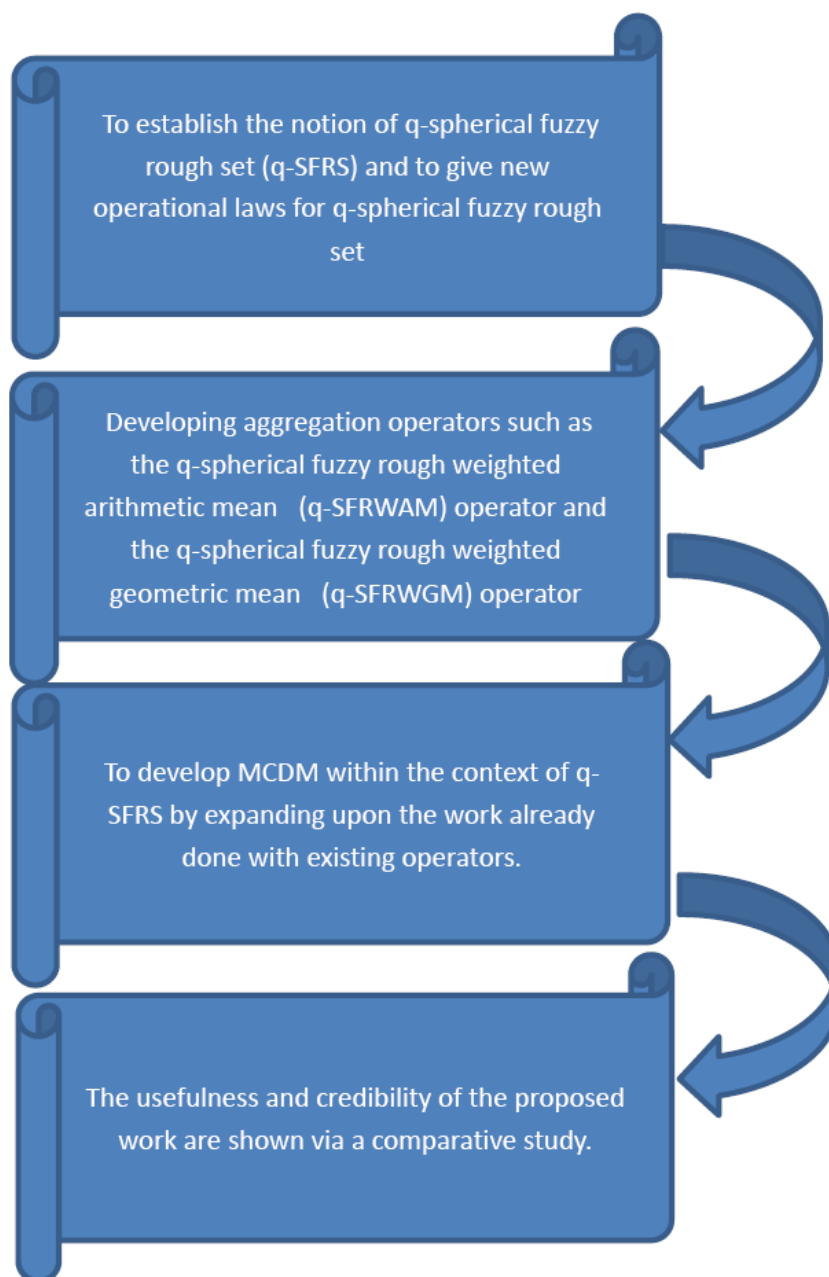 To establish the notion of q-spherical fuzzy
rough set (q-SFRS) and to give new
operational laws for q-spherical fuzzy rough
set
Developing aggregation operators such as
the q-spherical fuzzy rough weighted
arithmetic mean (q-SFRWAM) operator and
the q-spherical fuzzy rough weighted
geometric mean (q-SFRWGM) operator
To develop MCDM within the context of q-
SFRS by expanding upon the work already
done with existing operators.
The usefulness and credibility of the proposed
work are shown via a comparative study.